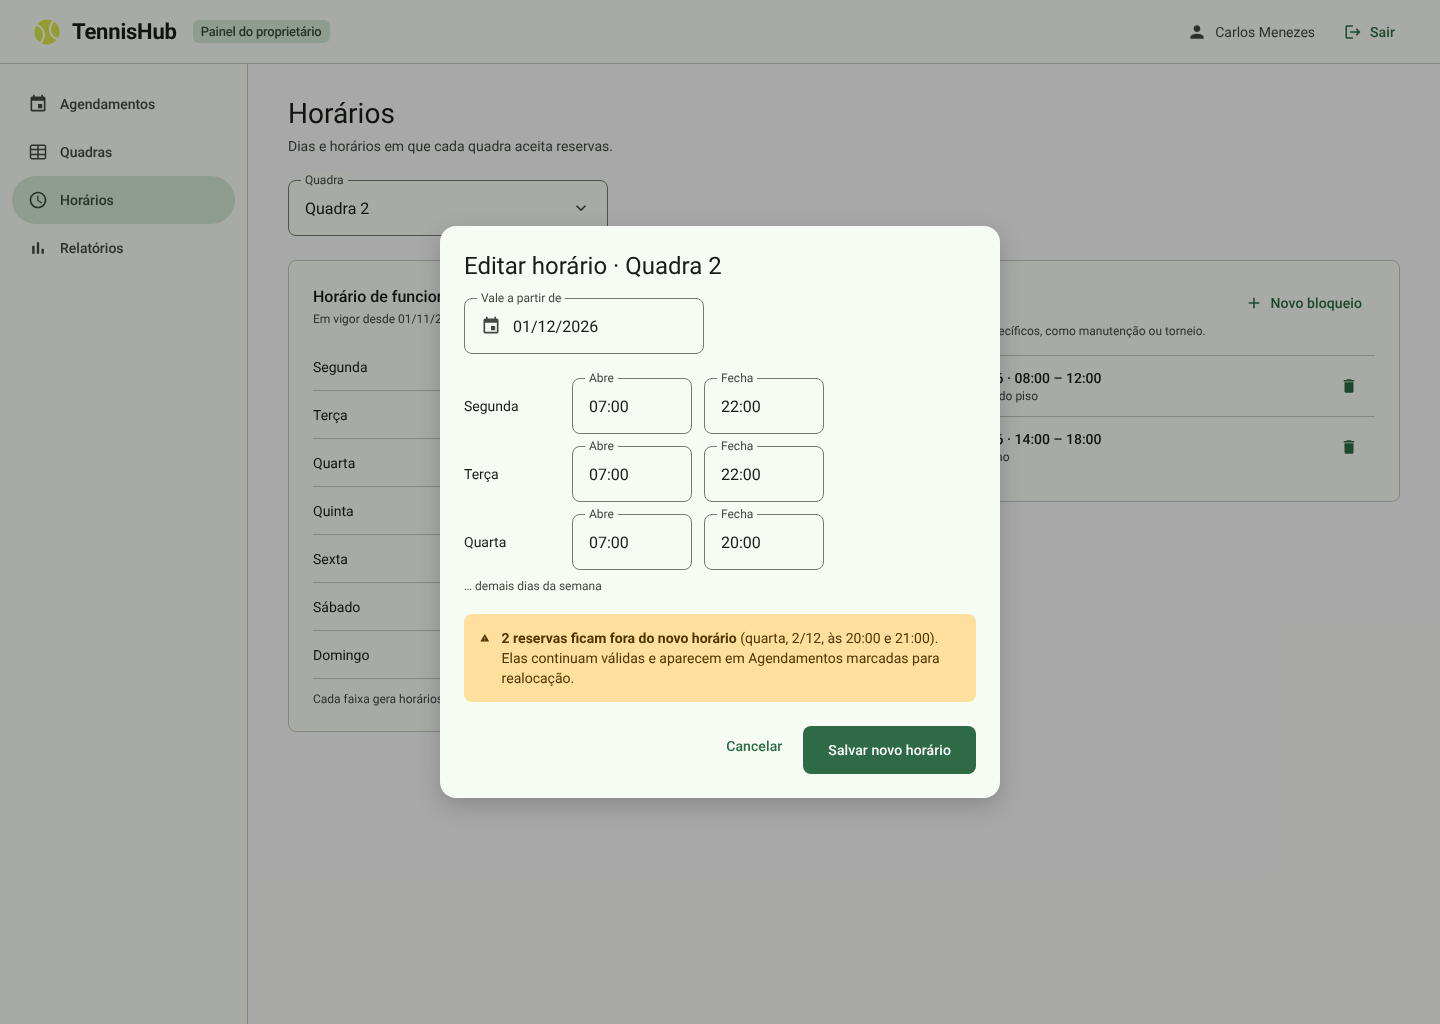 TennisHub
Painel do proprietário
Carlos Menezes
Sair
Agendamentos
Quadras
Horários
Relatórios
Horários
Dias e horários em que cada quadra aceita reservas.
Quadra
Quadra 2
Horário de
Em vigor desde
Segunda
Terça
Quarta
Quinta
Sexta
Sábado
Domingo
Cada faixa gera horários
Novo bloqueio
como manutenção ou torneio.
· 08:00 – 12:00
do piso
· 14:00 – 18:00
Editar horário · Quadra 2
Vale a partir de
01/12/2026
Segunda
Abre
07:00
Fecha
22:00
Terça
Abre
07:00
Fecha
22:00
Quarta
Abre
07:00
Fecha
20:00
... demais dias da semana
2 reservas ficam fora do novo horário (quarta, 2/12, às 20:00 e 21:00).
Elas continuam válidas e aparecem em Agendamentos marcadas para
realocação.
Cancelar
Salvar novo horário